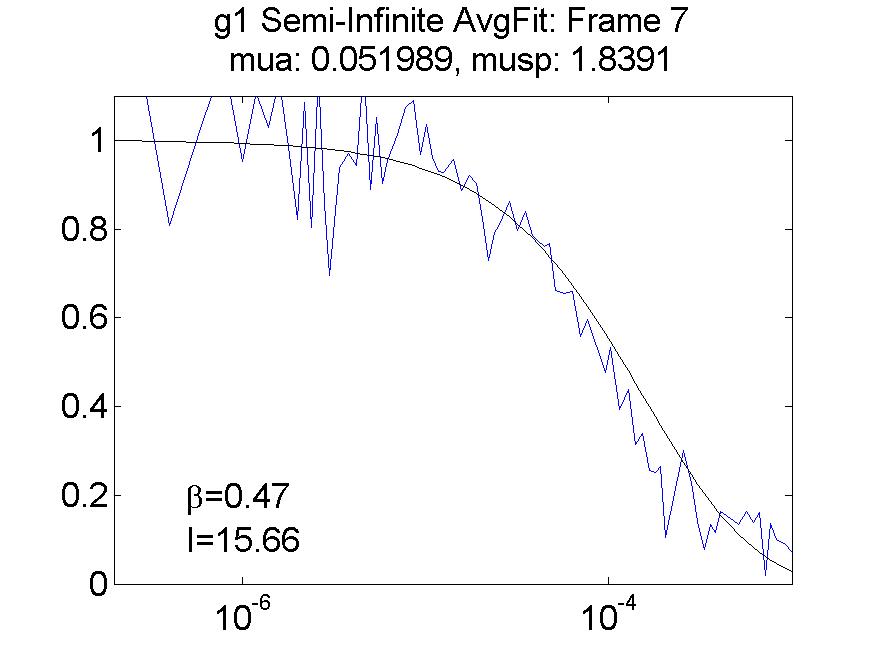 g1 Semi-Infinite AvgFit: Frame 7
mua: 0.051989, musp: 1.8391
1
0.8
0.6
0.4
0.2
0
β=0.47
I=15.66
10^-6
10^-4